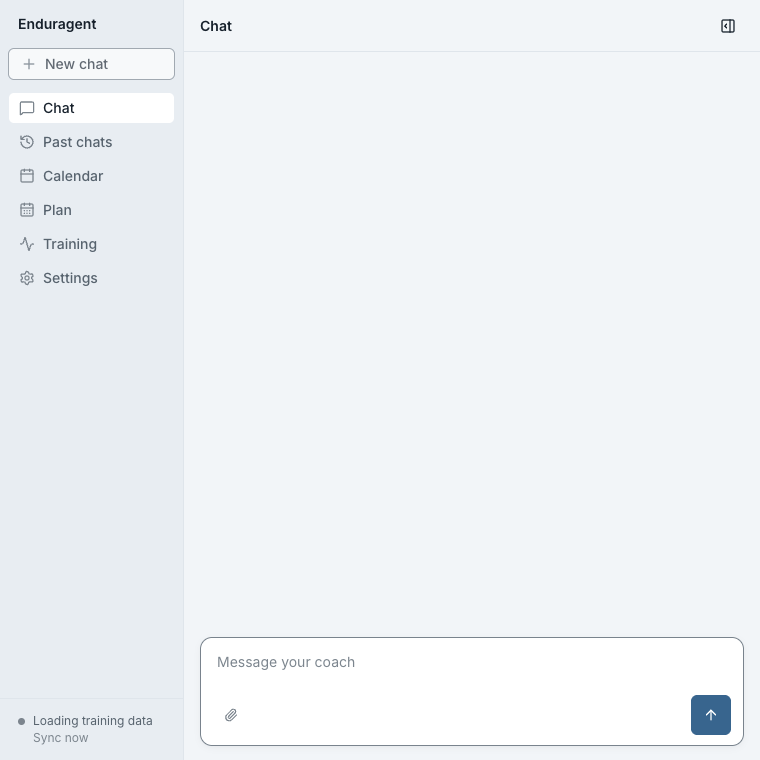 Enduragent
New chat
Chat
Past chats
Calendar
Plan
Training
Settings
Loading training data
Sync now
Chat
Message your coach